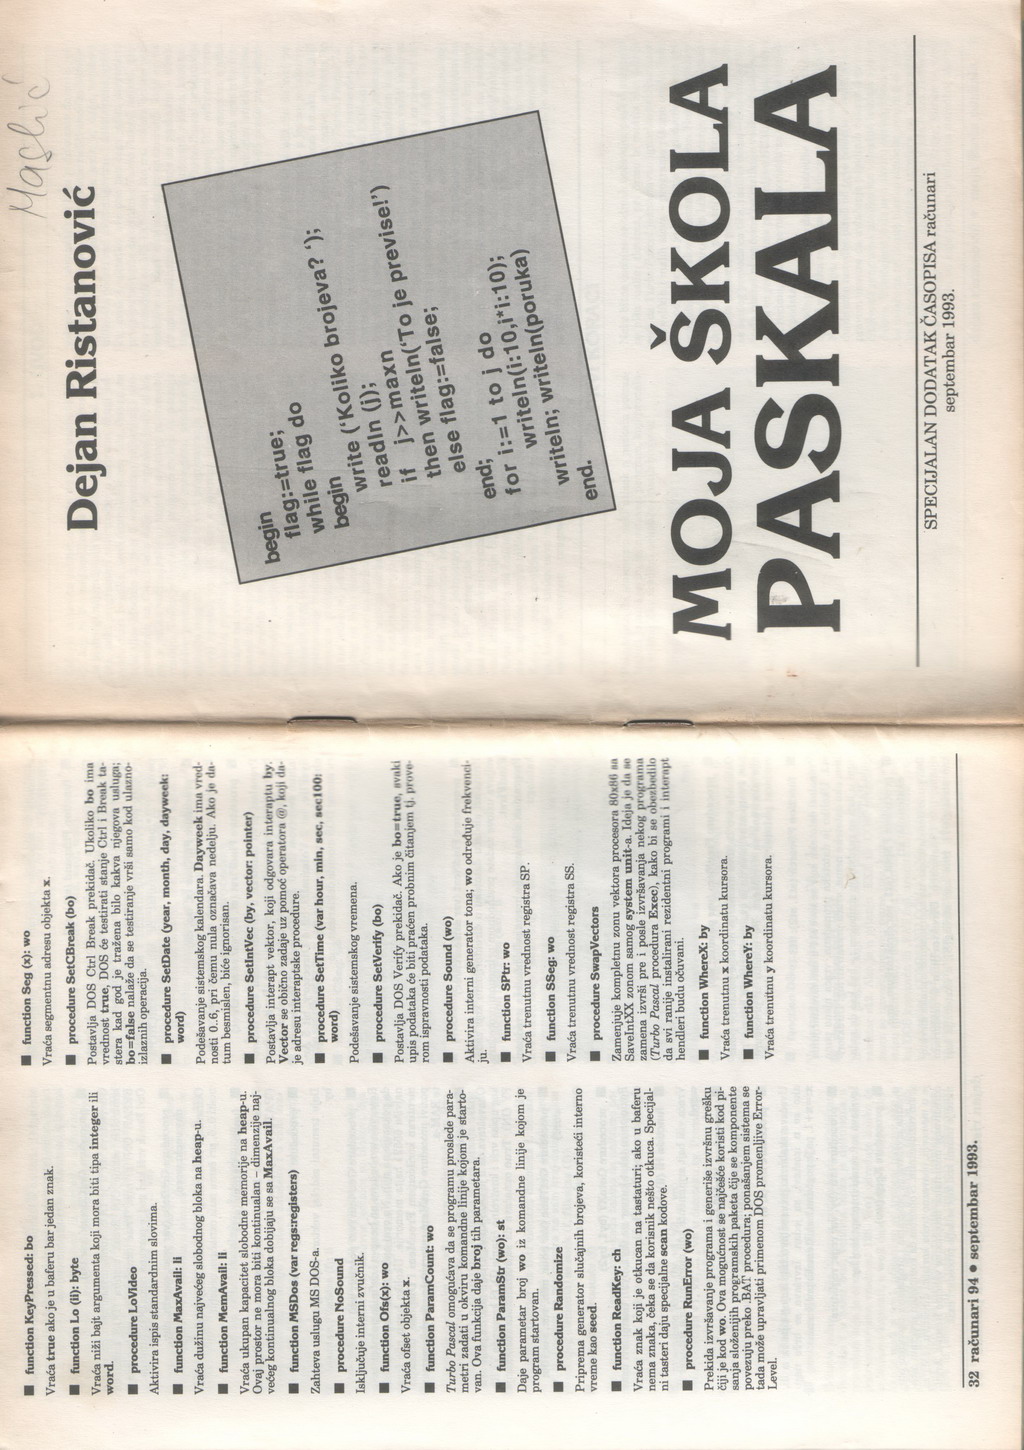 ■ function KeyPressed: bo
Vraća true ako je u baferu bar jedan znak.
■ function Lo (li): byte
Vraća niži bajt argumenta koji mora biti tipa integer ili
word.
■ procedure LoVideo
Aktivira ispis standardnim slovima.
■ function MaxAvail: li
Vraća dužinu najvećeg slobodnog bloka na heap-u.
■ function MemAvail: li
Vraća ukupan kapacitet slobodne memorije na heap-u.
Ovaj prostor ne mora biti kontinualan – dimenzije naj-
većeg kontinualnog bloka dobijaju se sa MaxAvail.
■ function MSDos (var regs:registers)
Zahteva uslugu MS DOS-a.
■ procedure NoSound
Isključuje interni zvučnik.
■ function Ofs(x): wo
Vraća ofset objekta x.
■ function ParamCount: wo
Turbo Pascal omogućava da se programu proslede para-
metri zadati u okviru komandne linije kojom je starto-
van. Ova funkcija daje broj tih parametara.
■ function ParamStr (wo): st
Daje parametar broj wo iz komandne linije kojom je
program startovan.
■ procedure Randomize
Priprema generator slučajnih brojeva, koristeći interno
vreme kao seed.
■ function ReadKey: ch
Vraća znak koji je otkucan na tastaturi; ako u baferu
nema znaka, čeka se da korisnik nešto otkuca. Specijal-
ni tasteri daju specijalne scan kodove.
■ procedure RunError (wo)
Prekida izvršavanje programa i generiše izvršnu grešku
čiji je kod wo. Ova mogućnost se najčešće koristi kod pi-
sanja složenijih programskih paketa čije se komponente
povezuju preko .BAT procedura; ponašanjem sistema se
tada može upravljati primenom DOS promenljive Error-
Level.
■ function Seg (x): wo
Vraća segmentnu adresu objekta x.
■ procedure SetCBreak (bo)
Postavlja DOS Ctrl Break prekidač. Ukoliko bo ima
vrednost true, DOS će testirati stanje Ctrl i Break ta-
stera kad god je tražena bilo kakva njegova usluga;
bo=false nalaže da se testiranje vrši samo kod ulazno-
izlaznih operacija.
■ procedure SetDate (year, month, day, dayweek:
word)
Podešavanje sistemskog kalendara. Dayweek ima vred-
nosti 0..6, pri čemu nula označava nedelju. Ako je da-
tum besmislen, biće ignorisan.
■ procedure SetIntVec (by, vector: pointer)
Postavlja interapt vektor, koji odgovara interaptu by.
Vector se obično zadaje uz pomoć operatora @, koji da-
je adresu interaptske procedure.
■ procedure SetTime (var hour, min, sec, sec100:
word)
Podešavanje sistemskog vremena.
■ procedure SetVerify (bo)
Postavlja DOS Verify prekidač. Ako je bo=true, svaki
upis podataka će biti praćen probnim čitanjem tj. prove-
rom ispravnosti podataka.
■ procedure Sound (wo)
Aktivira interni generator tona; wo određuje frekvenci-
ju.
■ function SPtr: wo
Vraća trenutnu vrednost registra SP.
■ function SSeg: wo
Vraća trenutnu vrednost registra SS.
■ procedure SwapVectors
Zamenjuje kompletnu zonu vektora procesora 80x86 sa
SaveIntXX zonom samog system unit-a. Ideja je da se
zamena izvrši pre i posle izvršavanja nekog programa
(Turbo Pascal procedura Exec), kako bi se obezbedilo
da svi ranije instalirani rezidentni programi i interapt
hendleri budu očuvani.
■ function WhereX: by
Vraća trenutnu x koordinatu kursora.
■ function WhereY: by
Vraća trenutnu y koordinatu kursora.
32 računari 94 • septembar 1993.
Dejan Ristanović
begin
flag:=true;
while flag do
begin
write ('Koliko brojeva? ');
readln (j);
if j>>maxn
then writeln('To je previse!')
else flag:=false;
end;
for i:=1 to j do
writeln(i:10,i*i:10);
writeln; writeln(poruka)
end.
MOJA ŠKOLA
PASKALA
SPECIJALAN DODATAK ČASOPISA računari
septembar 1993.